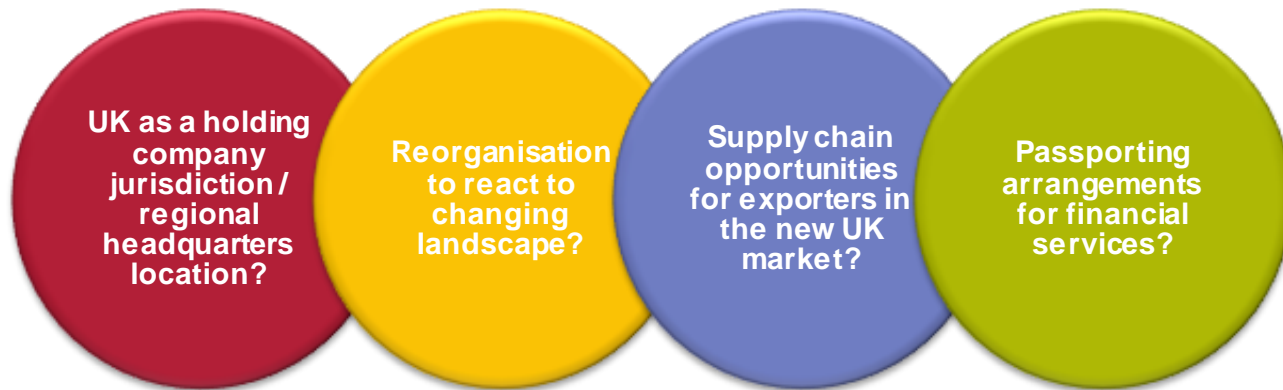 UK as a holding
company
jurisdiction /
regional
headquarters
location?
Reorganisation
to react to
changing
landscape?
Supply chain
opportunities
for exporters in
the new UK
market?
Passporting
arrangements
for financial
services?